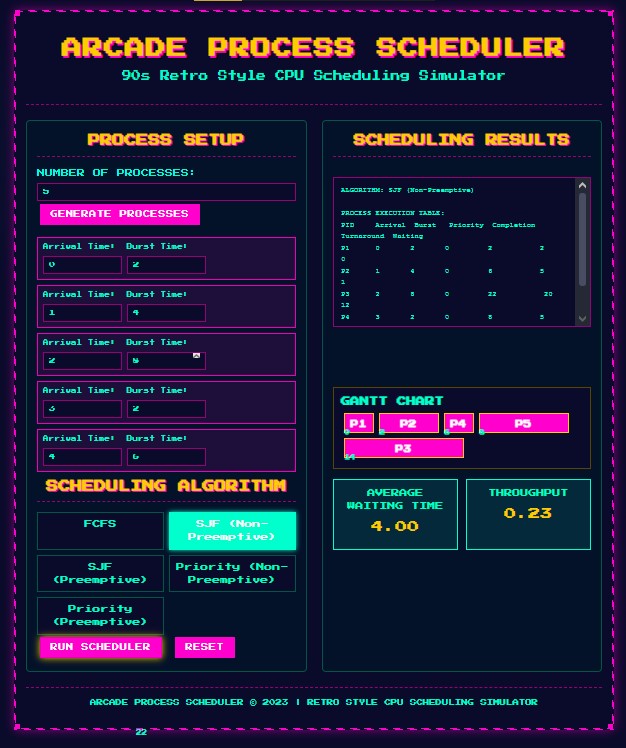 ARCADE PROCESS SCHEDULER
90s Retro Style CPU Scheduling Simulator
PROCESS SETUP
NUMBER OF PROCESSES:
5
GENERATE PROCESSES
Arrival Time: Burst Time:
0 2
Arrival Time: Burst Time:
1 4
Arrival Time: Burst Time:
2 8
Arrival Time: Burst Time:
3 2
Arrival Time: Burst Time:
4 6
SCHEDULING ALGORITHM
FCFS
SJF (Non-
Preemptive)
SJF
(Preemptive)
Priority (Non-
Preemptive)
Priority
(Preemptive)
RUN SCHEDULER
RESET
SCHEDULING RESULTS
ALGORITHM: SJF (Non-Preemptive)
PROCESS EXECUTION TABLE:
PID Arrival Burst Priority Completion
Turnaround Waiting
P1 0 2 0 2 2
0
P2 1 4 0 6 5
1
P3 2 8 0 22 20
12
P4 3 2 0 8 5
GANTT CHART
P1 P2 P4 P5
P3
AVERAGE
WAITING TIME
4.00
THROUGHPUT
0.23
ARCADE PROCESS SCHEDULER © 2023 | RETRO STYLE CPU SCHEDULING SIMULATOR
22